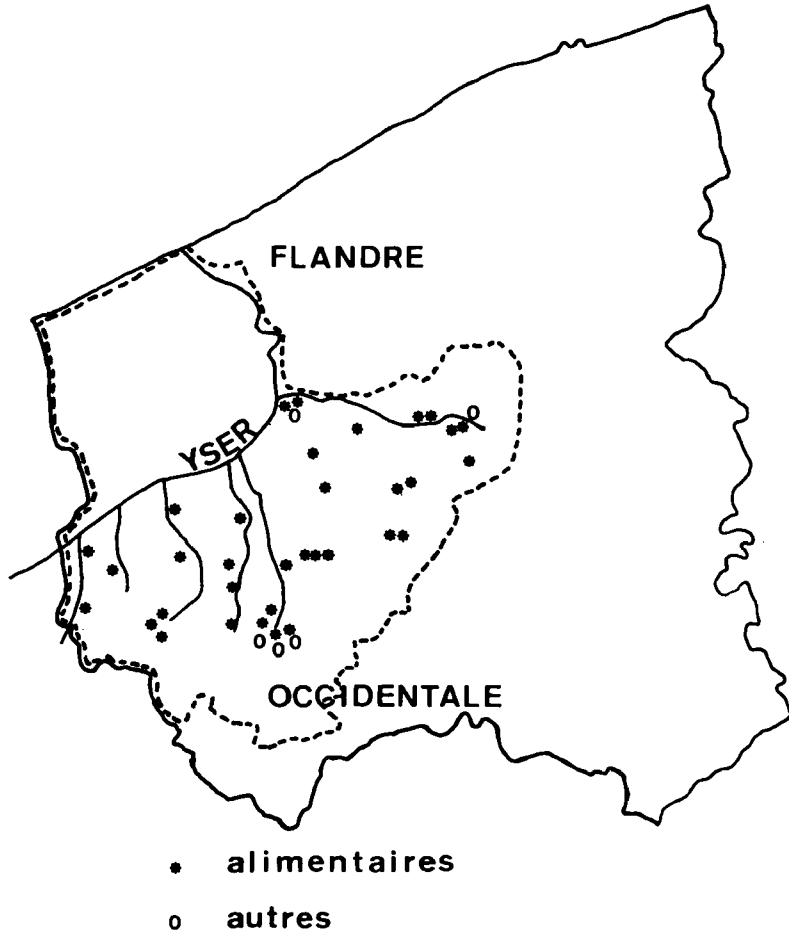 FLANDRE
YSER
OCCIDENTALE
* alimentaires
o autres